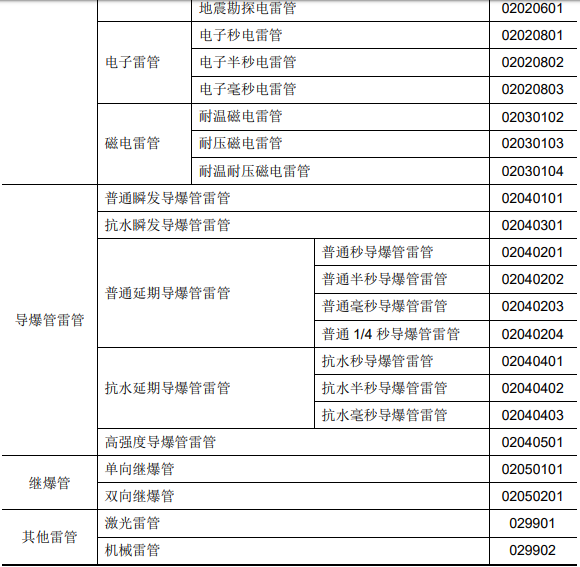 地震勘探电雷管 02020601
电子雷管
电子秒电雷管 02020801
电子半秒电雷管 02020802
电子毫秒电雷管 02020803
磁电雷管
耐温磁电雷管 02030102
耐压磁电雷管 02030103
耐温耐压磁电雷管 02030104
导爆管雷管
普通瞬发导爆管雷管 02040101
抗水瞬发导爆管雷管 02040301
普通延期导爆管雷管
普通秒导爆管雷管 02040201
普通半秒导爆管雷管 02040202
普通毫秒导爆管雷管 02040203
普通 1/4 秒导爆管雷管 02040204
抗水延期导爆管雷管
抗水秒导爆管雷管 02040401
抗水半秒导爆管雷管 02040402
抗水毫秒导爆管雷管 02040403
高强度导爆管雷管 02040501
继爆管
单向继爆管 02050101
双向继爆管 02050201
其他雷管
激光雷管 029901
机械雷管 029902